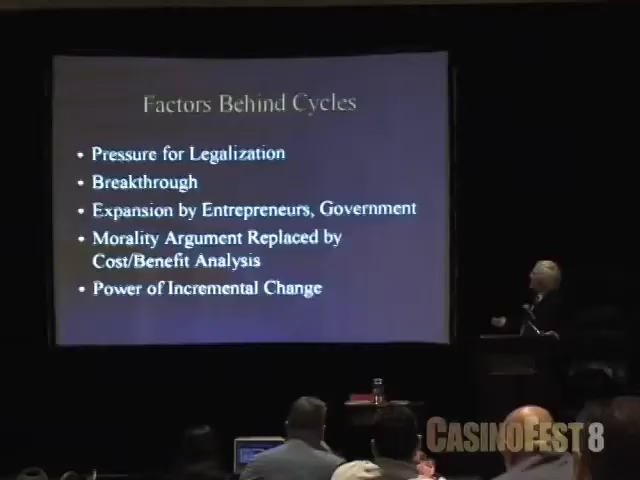 Factors Behind Cycles
• Pressure for Legalization
• Breakthrough
• Expansion by Entrepreneurs, Government
• Morality Argument Replaced by
Cost/Benefit Analysis
• Power of Incremental Change
CASINOFEST 8